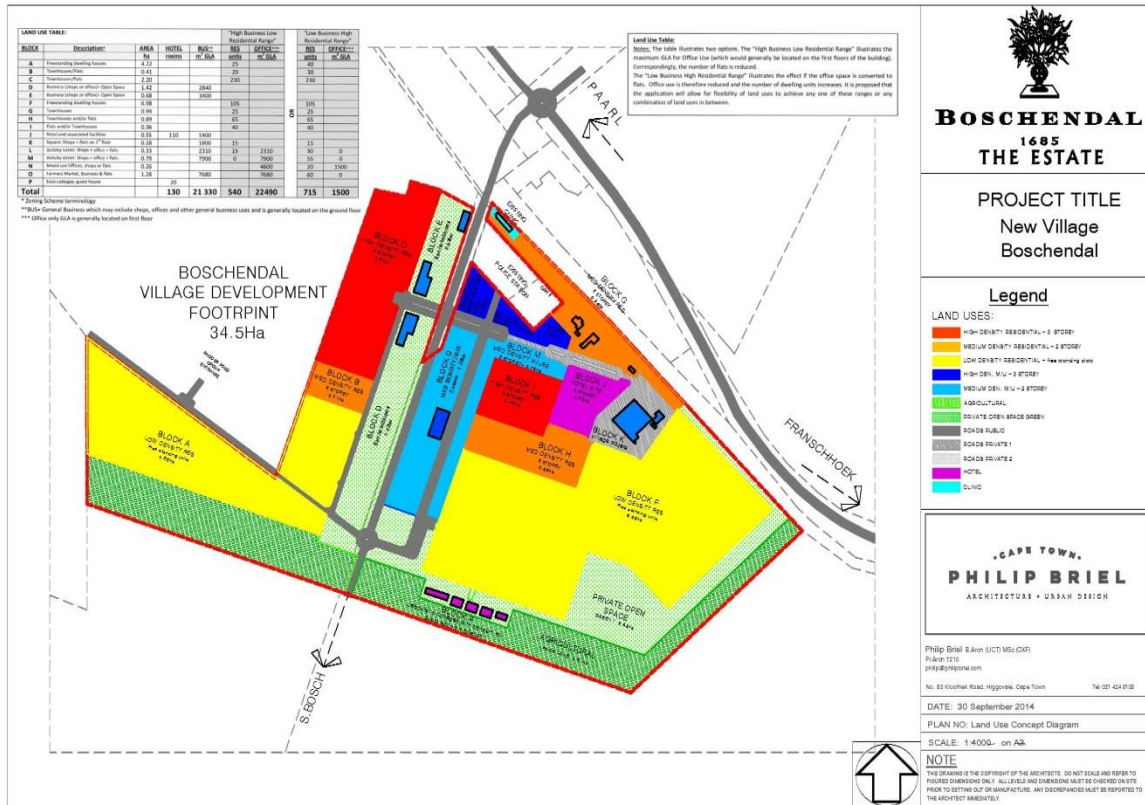 LAND USE TABLE:
"High Business Low Residential Range"
"Low Business High Residential Range"
BLOCK Description* AREA HOTEL BUS** RES OFFICE*** RES OFFICE***
ha rooms m² GLA units m² GLA units m² GLA
A Freestanding dwelling houses 4.22 25 40
B Townhouses/flats 0.41 20 30
C Townhouses/flats 2.20 230 230
D Business (shops or office)- Open Space 1.42 2840
E Business (shops or office)- Open Space 0.68 3400
F Freestanding dwelling houses 6.98 105 105
G Townhouses 0.94 25 25
H Townhouses and/or flats 0.89 65 65
I Flats and/or Townhouses 0.36 40 40
J Hotel and associated facilities 0.55 110 1400
K Square: Shops + Flats on 1st floor 0.18 1800 15 15
L 0.33 2310 15 2310 30 0
M Activity street: Shops + office + flats 0.79 7900 0 7900 55 0
N Mixed use Offices, shops or flats 0.26 4600 20 1500
O Farmers Market, Business & flats 1.28 7680 7680 60 0
P guest house 20
Total 130 21 330 540 22490 715 1500
OR
* Zoning Scheme terminology
**BUS= General Business which may include shops, offices and other general business uses and is generally located on the ground floor
*** Office only GLA is generally located on first floor
Land Use Table:
Notes: The table illustrates two options. The "High Business Low Residential Range" illustrates the
maximum GLA for Office Use (which would generally be located on the first floors of the building).
Correspondingly, the number of flats is reduced.
The "Low Business High Residential Range" illustrates the effect if the office space is converted to
flats. Office use is therefore reduced and the number of dwelling units increases. It is proposed that
the application will allow for flexibility of land uses to achieve any one of these ranges or any
combination of land uses in between.
BOSCHENDAL
VILLAGE DEVELOPMENT
FOOTRPINT
34.5Ha
PAARL
FRANSCHHOEK
S.BOSCH
EXISTING
CLINIC
EXISTING
POLICE STATION
BLOCK A
LOW DENSITY RES
Free standing units
BLOCK B
MED DENSITY RES
BLOCK D
BLOCK E
BLOCK F
LOW DENSITY RES
Free standing units
BLOCK G
MED DENSITY RES
BLOCK H
MED DENSITY RES
BLOCK I
HIGH DENSITY RES
BLOCK J
BLOCK K
Village Square
BLOCK M
PRIVATE OPEN
SPACE
AGRICULTURAL
BOSCHENDAL
1685
THE ESTATE
PROJECT TITLE
New Village
Boschendal
Legend
LAND USES:
HIGH DENSITY RESIDENTIAL - 3 STOREY
MEDIUM DENSITY RESIDENTIAL - 2 STOREY
LOW DENSITY RESIDENTIAL - Free standing plots
HIGH DEN. M/U - 3 STOREY
MEDIUM DEN. M/U - 2 STOREY
AGRICULTURAL
PRIVATE OPEN SPACE GREEN
ROADS PUBLIC
ROADS PRIVATE 1
ROADS PRIVATE 2
HOTEL
CLINIC
·CAPE TOWN·
PHILIP BRIEL
ARCHITECTURE + URBAN DESIGN
Philip Briel B.Arch (UCT) MSc (OXF)
Pr.Arch 7210
philip@philipbriel.com
No. 83 Kloofnek Road, Higgovale, Cape Town
DATE: 30 September 2014
PLAN NO: Land Use Concept Diagram
SCALE: 1:4000 on A3
NOTE
THIS DRAWING IS THE COPYRIGHT OF THE ARCHITECTS. DO NOT SCALE AND REFER TO
FIGURED DIMENSIONS ONLY. ALL LEVELS AND DIMENSIONS MUST BE CHECKED ON SITE
PRIOR TO SETTING OUT OR MANUFACTURE. ANY DISCREPANCIES MUST BE REPORTED TO
THE ARCHITECT IMMEDIATELY.